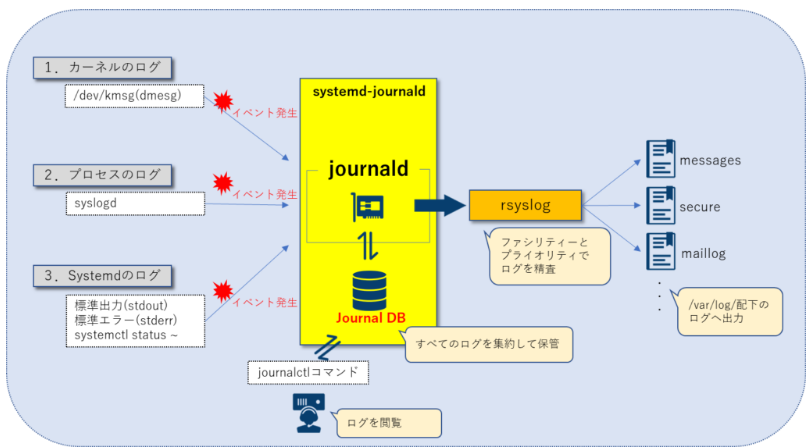 1．カーネルのログ
/dev/kmsg(dmesg)
イベント発生
2．プロセスのログ
syslogd
イベント発生
3．Systemdのログ
標準出力(stdout)
標準エラー(stderr)
systemctl status ~
イベント発生
systemd-journald
journald
Journal DB
すべてのログを集約して保管
journalctlコマンド
ログを閲覧
rsyslog
ファシリティーと
プライオリティで
ログを精査
messages
secure
maillog
/var/log/配下の
ログへ出力